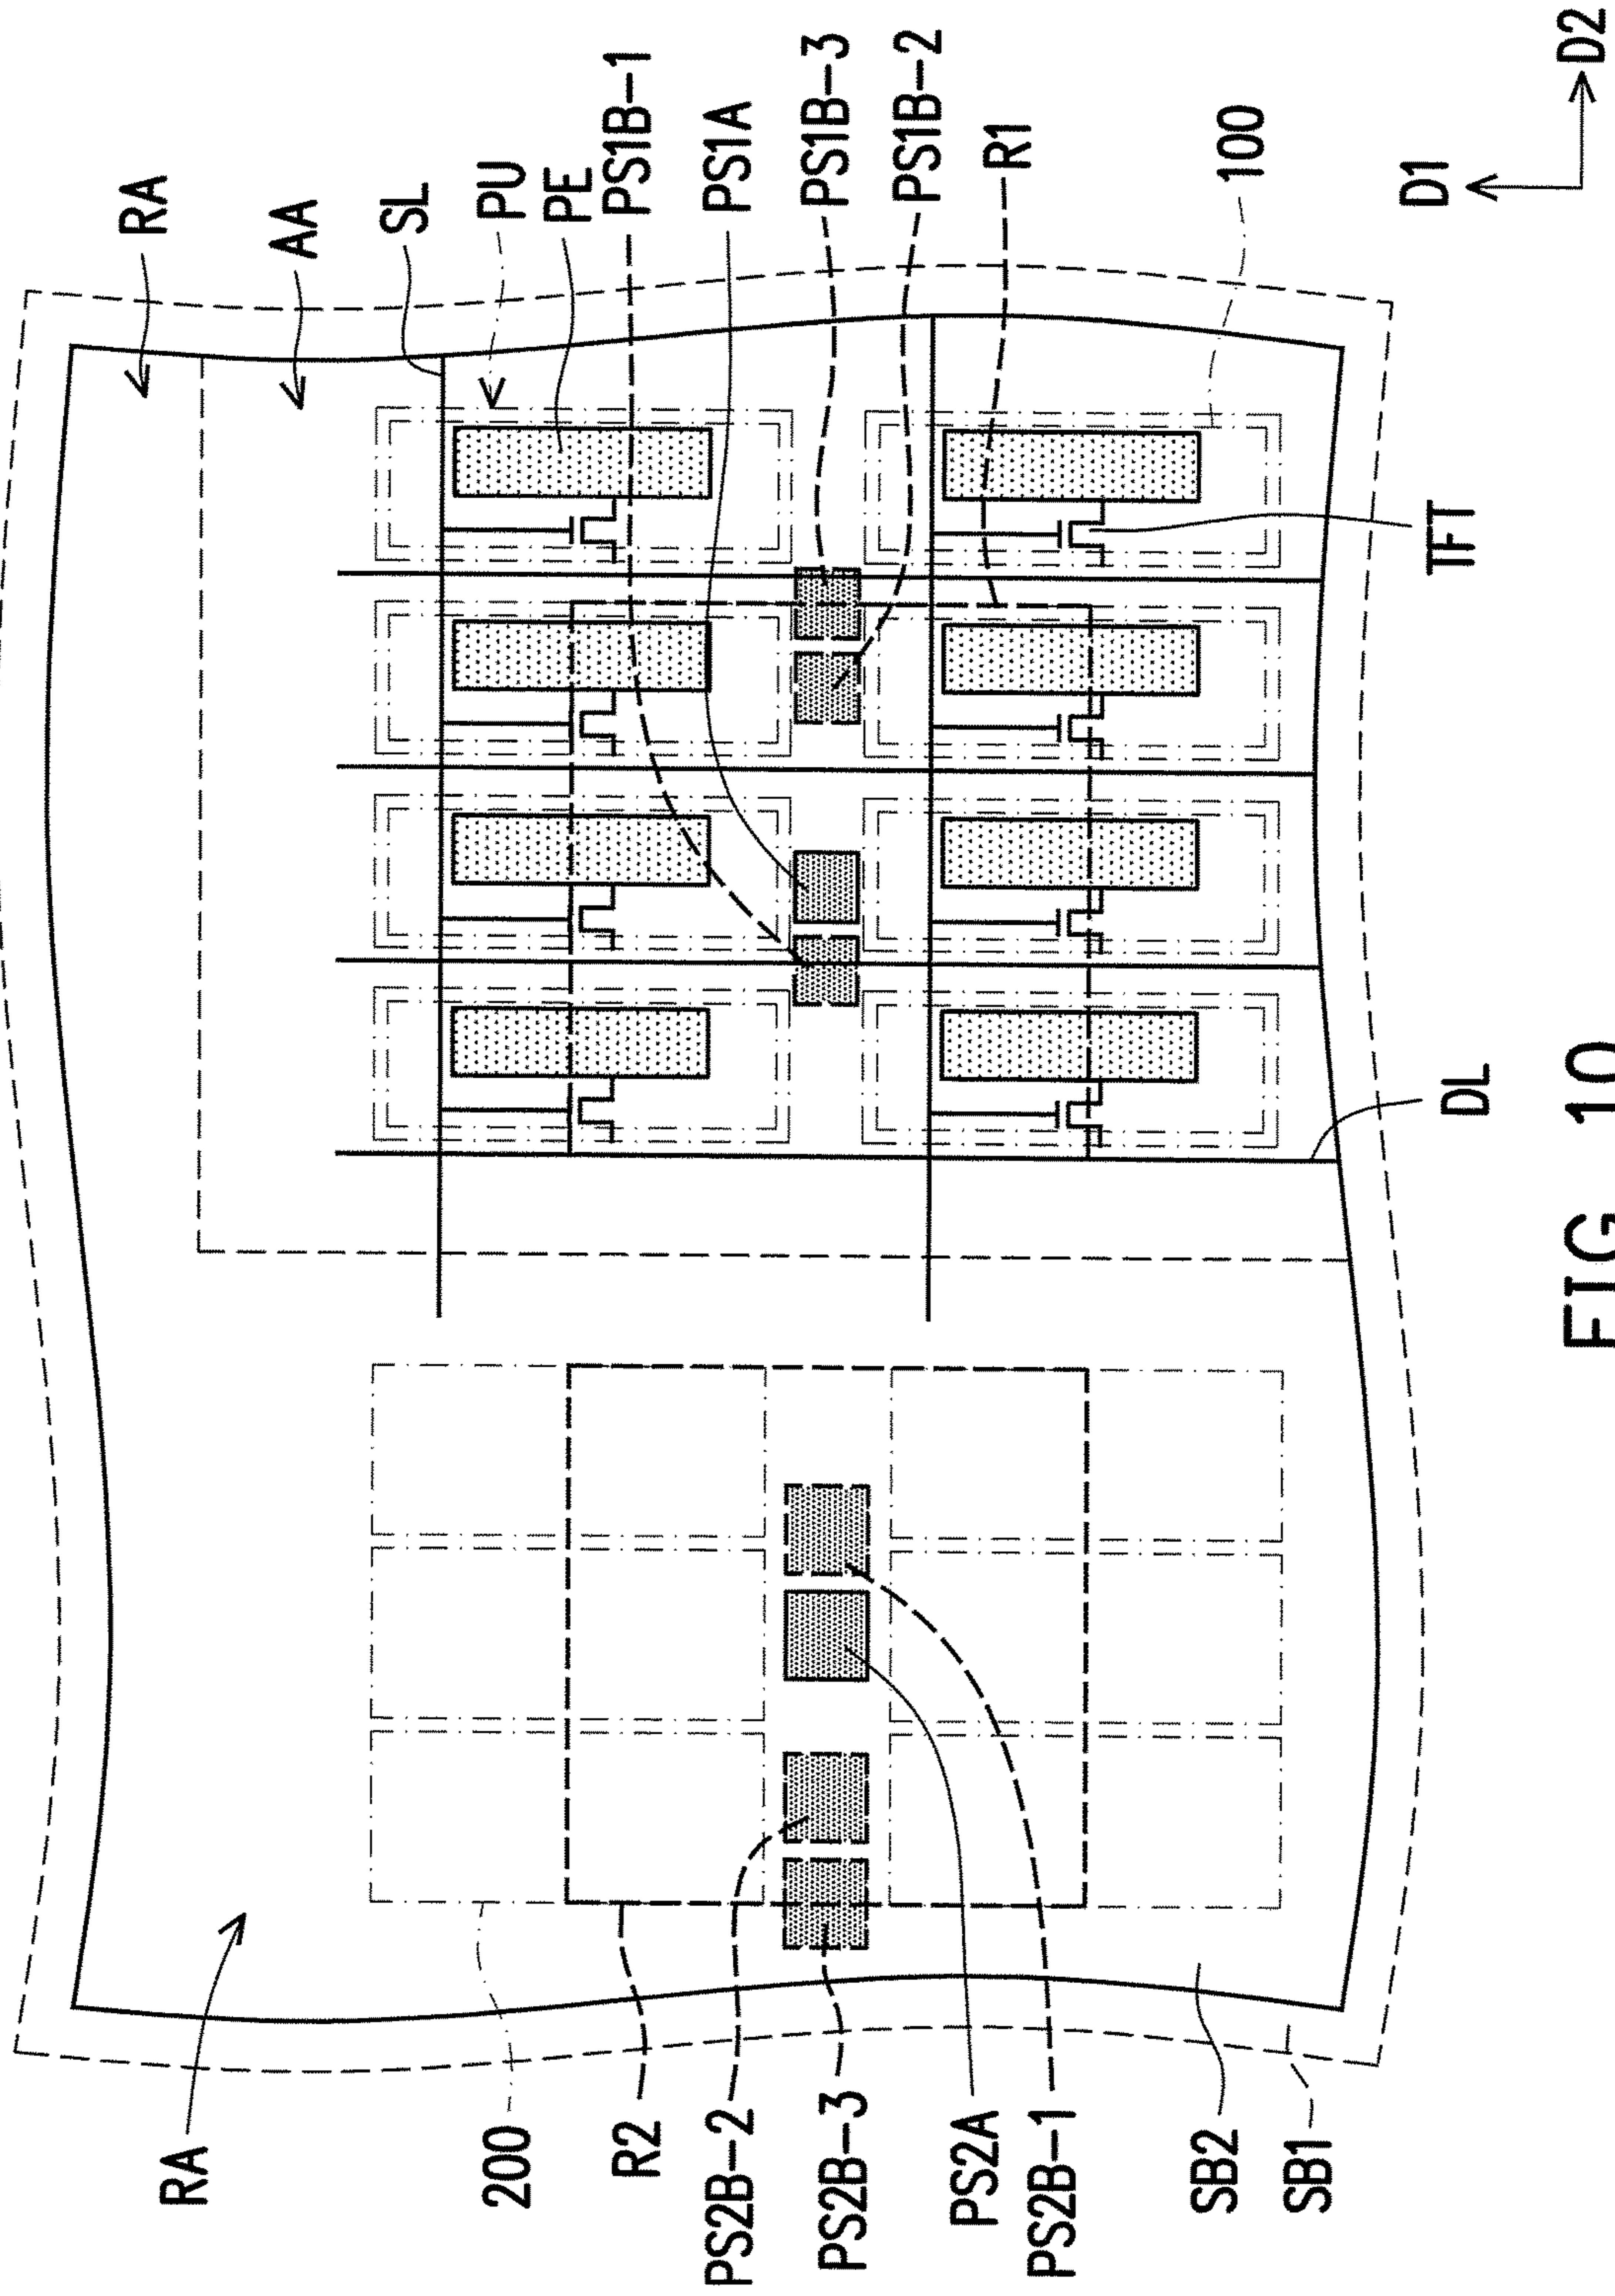 RA
AA
SL
PU
PE
PS1B-1
PS1A
PS1B-3
PS1B-2
R1
100
D1
D2
TFT
DL
RA
200
R2
PS2B-2
PS2B-3
PS2A
PS2B-1
SB2
SB1
FIG. 10